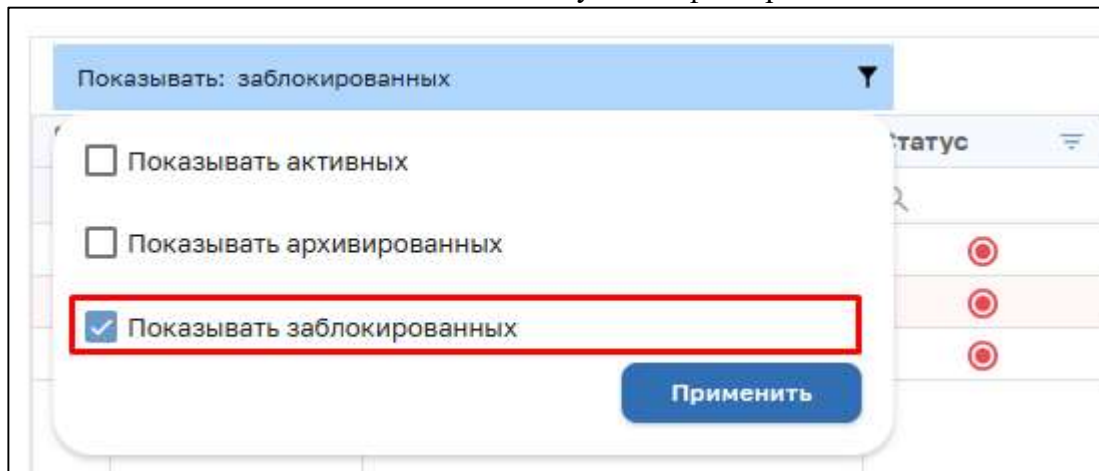 Показывать: заблокированных
Статус
Показывать активных
Показывать архивированных
Показывать заблокированных
Применить